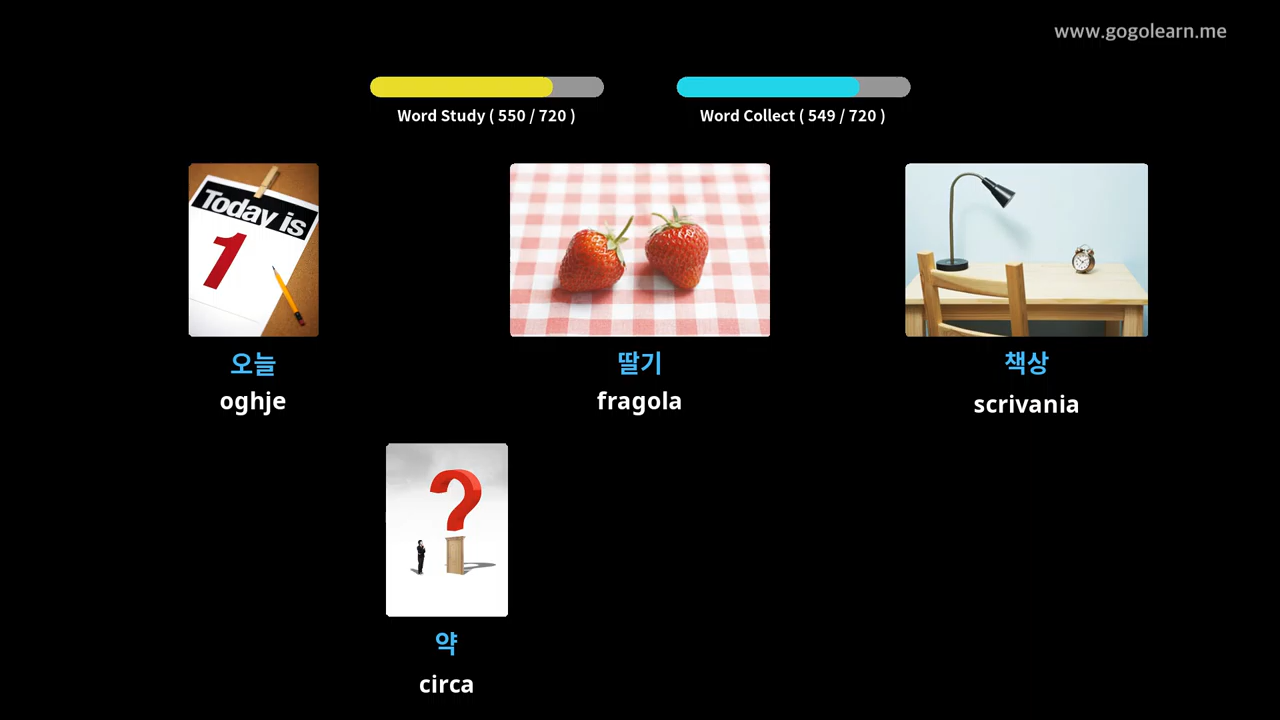 www.gogolearn.me
Word Study ( 550 / 720 )
Word Collect ( 549 / 720 )
Today is
1
오늘
oghje
딸기
fragola
책상
scrivania
?
약
circa